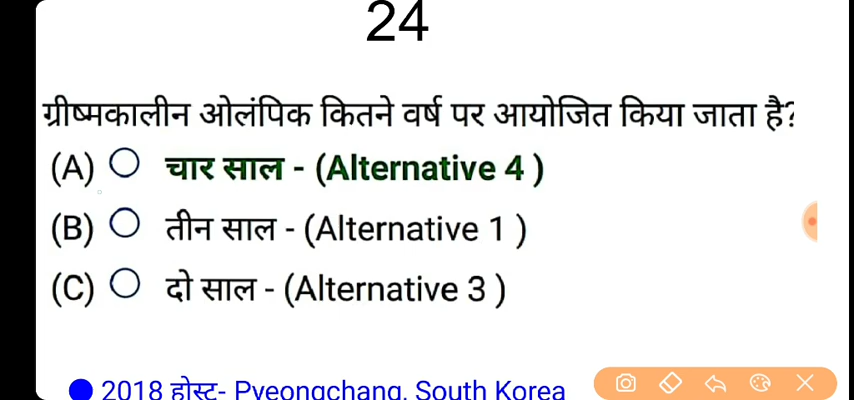 24
ग्रीष्मकालीन ओलंपिक कितने वर्ष पर आयोजित किया जाता है?
(A) चार साल - (Alternative 4 )
(B) तीन साल - (Alternative 1 )
(C) दो साल - (Alternative 3 )
2018 होस्ट- Pyeongchang, South Korea